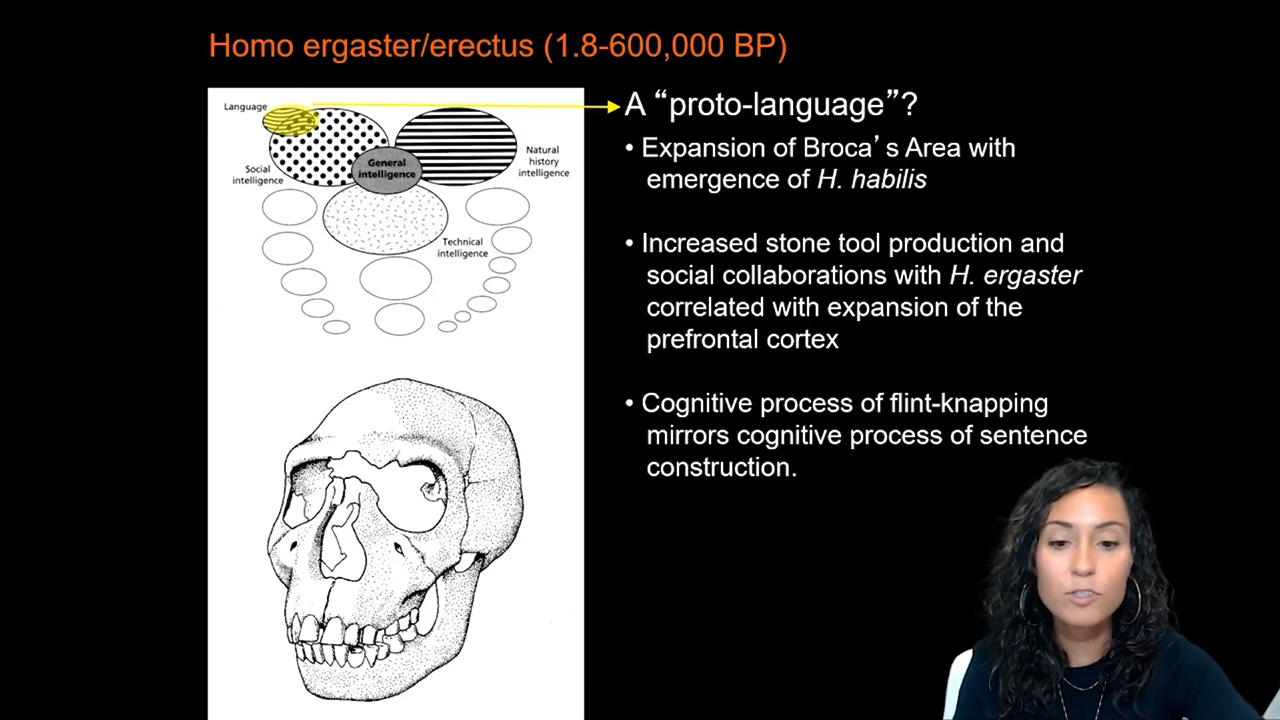 Homo ergaster/erectus (1.8-600,000 BP)
Language
Social
intelligence
General
intelligence
Natural
history
intelligence
Technical
intelligence
A “proto-language”?
• Expansion of Broca’s Area with
emergence of H. habilis
• Increased stone tool production and
social collaborations with H. ergaster
correlated with expansion of the
prefrontal cortex
• Cognitive process of flint-knapping
mirrors cognitive process of sentence
construction.